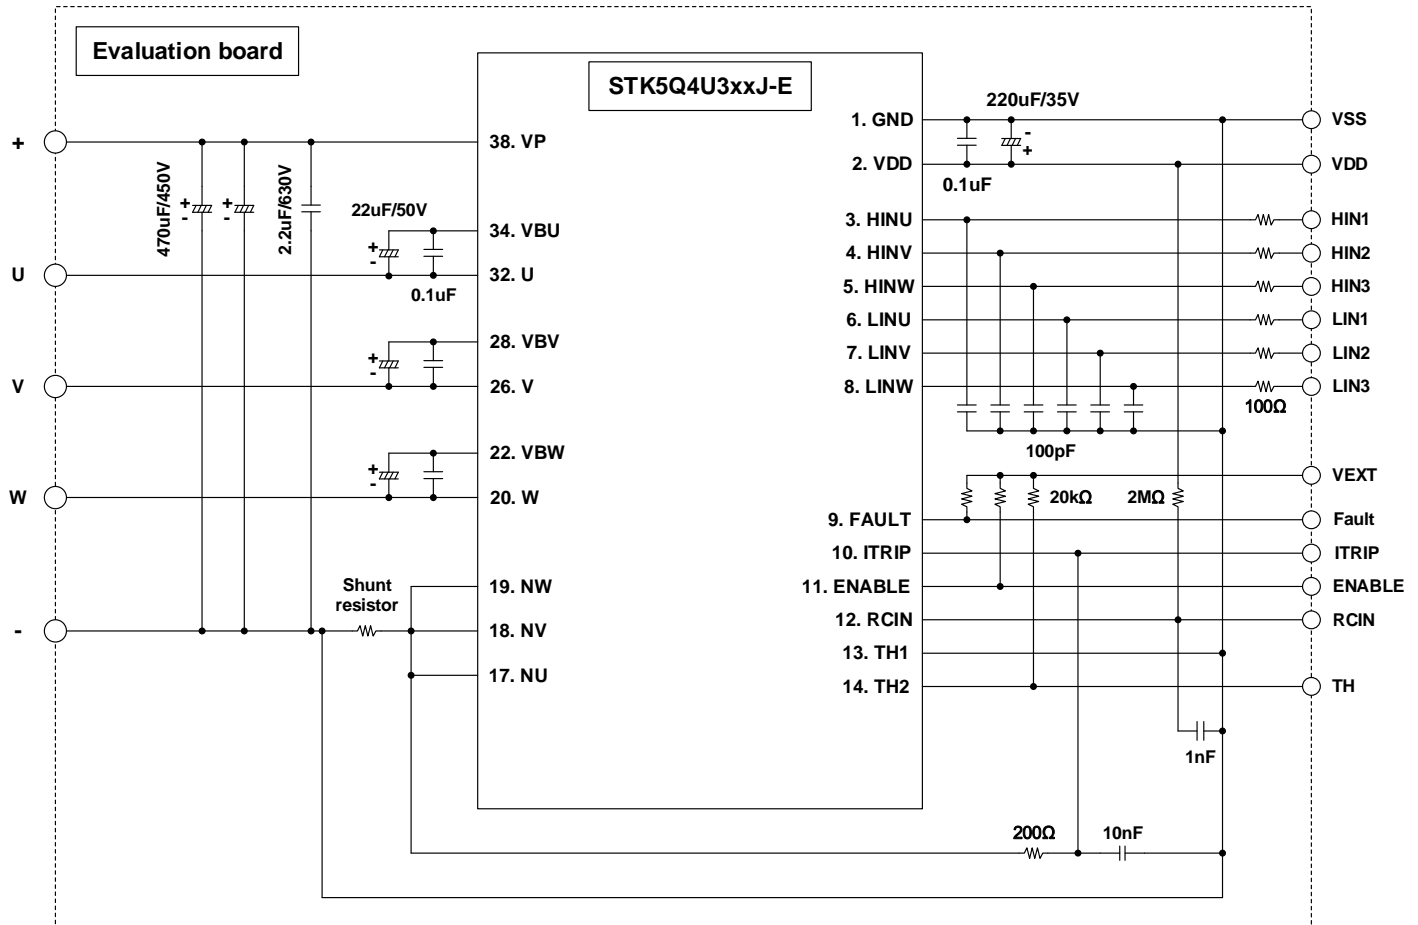 Evaluation board
STK5Q4U3xxJ-E
220uF/35V
1. GND
VSS
-
+
+
38. VP
2. VDD
VDD
0.1uF
470uF/450V
+
-
+
-
2.2uF/630V
22uF/50V
3. HINU
HIN1
34. VBU
+
-
4. HINV
HIN2
U
32. U
5. HINW
HIN3
0.1uF
6. LINU
LIN1
28. VBV
+
-
7. LINV
LIN2
V
26. V
8. LINW
LIN3
100Ω
100pF
22. VBW
+
-
VEXT
W
20. W
20kΩ
2MΩ
9. FAULT
Fault
10. ITRIP
ITRIP
Shunt
resistor
19. NW
11. ENABLE
ENABLE
-
18. NV
12. RCIN
RCIN
13. TH1
17. NU
14. TH2
TH
1nF
200Ω
10nF